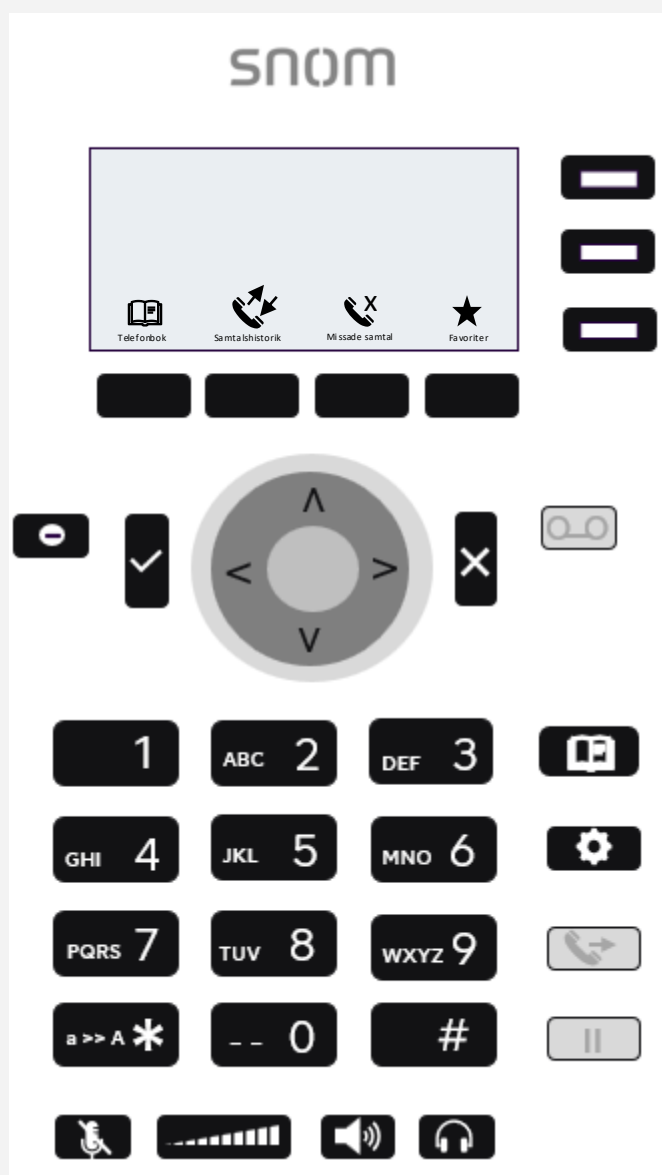 snom
Telefonbok Samtalshistorik Missade samtal Favoriter
1 ABC 2 DEF 3
GHI 4 JKL 5 MNO 6
PQRS 7 TUV 8 WXYZ 9
a >> A * _ _ 0 #